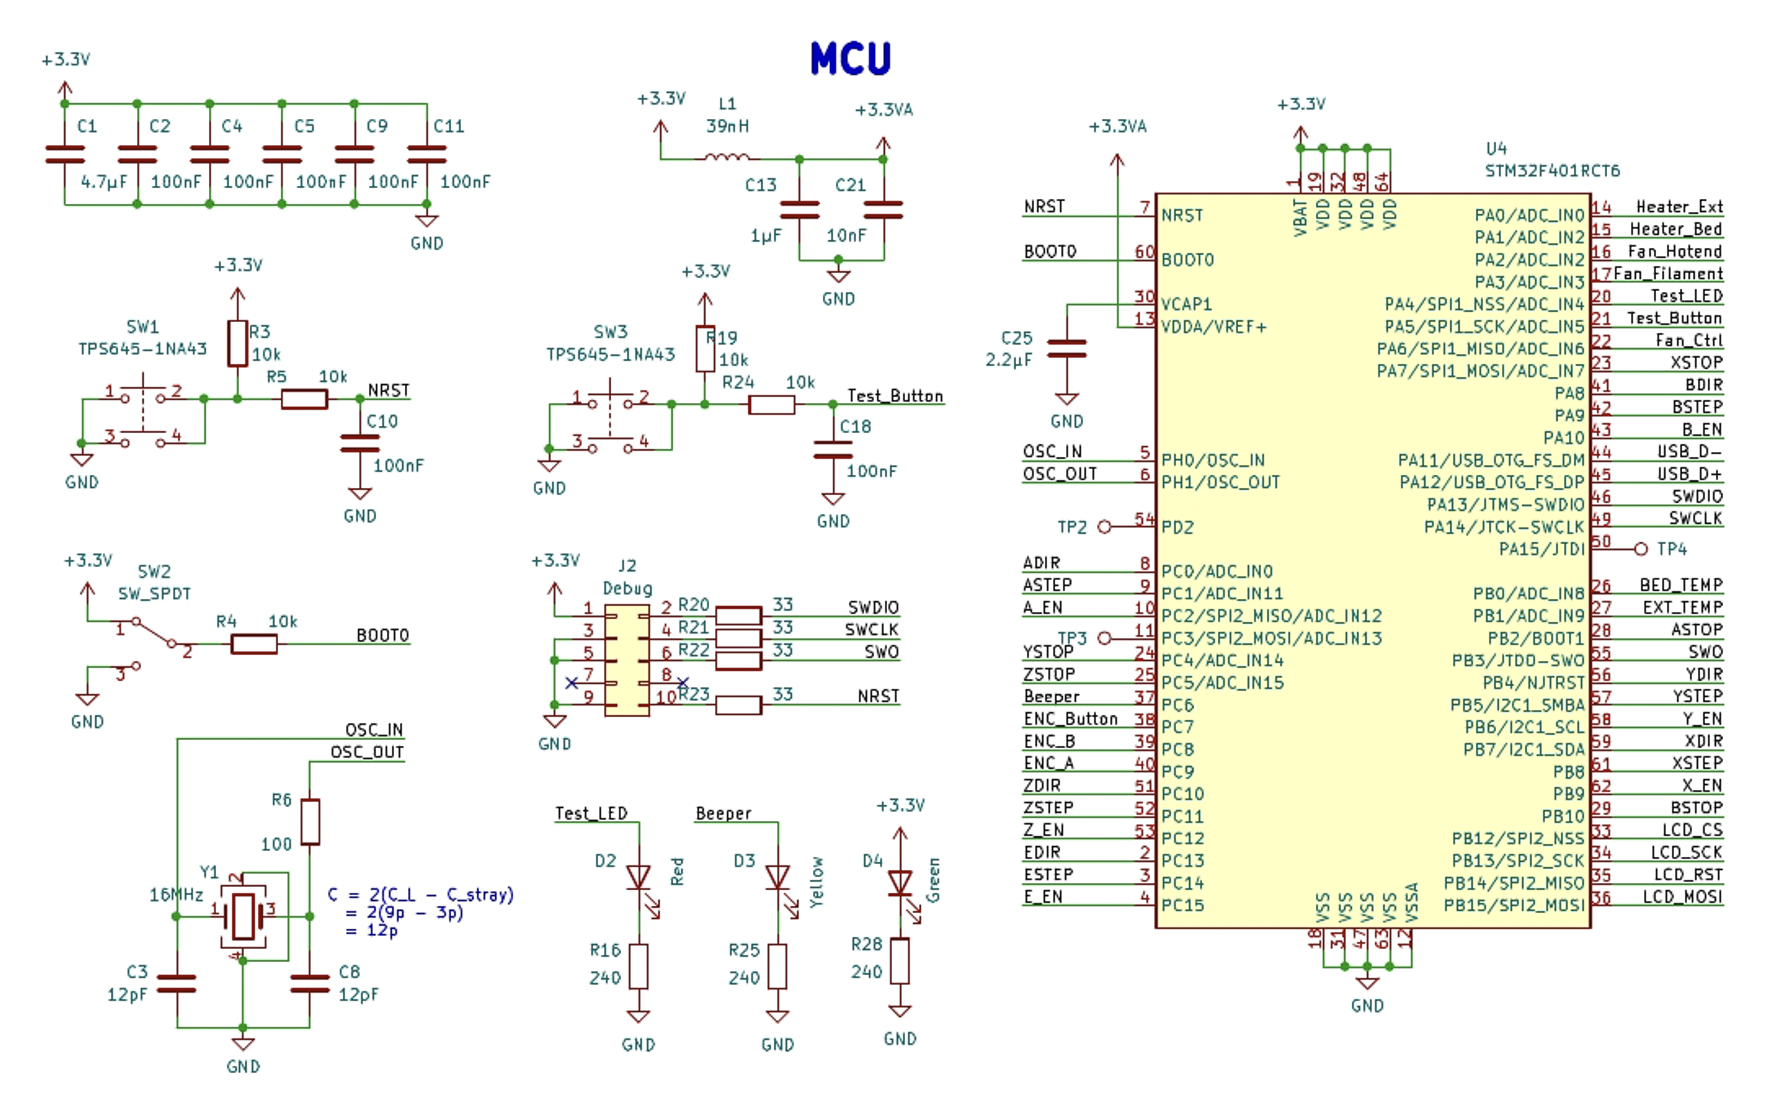 MCU
+3.3V
C1
C2
C4
C5
C9
C11
4.7µF
100nF
100nF
100nF
100nF
100nF
GND
+3.3V
L1
39nH
+3.3VA
C13
C21
1µF
10nF
GND
+3.3V
SW1
TPS645-1NA43
R3
10k
R5
10k
NRST
1
2
3
4
C10
100nF
GND
GND
+3.3V
SW3
TPS645-1NA43
R19
10k
R24
10k
Test_Button
1
2
3
4
C18
100nF
GND
GND
+3.3V
SW2
SW_SPDT
1
2
3
R4
10k
BOOT0
GND
+3.3V
J2
Debug
1
2
R20
33
SWDIO
3
4
R21
33
SWCLK
5
6
R22
33
SWO
7
8
9
10
R23
33
NRST
GND
OSC_IN
OSC_OUT
R6
100
Y1
16MHz
2
1
3
4
C = 2(C_L - C_stray)
= 2(9p - 3p)
= 12p
C3
12pF
C8
12pF
GND
Test_LED
D2
Red
R16
240
GND
Beeper
D3
Yellow
R25
240
GND
+3.3V
D4
Green
R28
240
GND
+3.3VA
+3.3V
U4
STM32F401RCT6
1
19
32
48
64
VBAT
VDD
VDD
VDD
VDD
NRST 7 NRST
BOOT0 60 BOOT0
30 VCAP1
13 VDDA/VREF+
C25
2.2µF
GND
OSC_IN 5 PH0/OSC_IN
OSC_OUT 6 PH1/OSC_OUT
TP2 54 PD2
ADIR 8 PC0/ADC_IN0
ASTEP 9 PC1/ADC_IN11
A_EN 10 PC2/SPI2_MISO/ADC_IN12
TP3 11 PC3/SPI2_MOSI/ADC_IN13
YSTOP 24 PC4/ADC_IN14
ZSTOP 25 PC5/ADC_IN15
Beeper 37 PC6
ENC_Button 38 PC7
ENC_B 39 PC8
ENC_A 40 PC9
ZDIR 51 PC10
ZSTEP 52 PC11
Z_EN 53 PC12
EDIR 2 PC13
ESTEP 3 PC14
E_EN 4 PC15
PA0/ADC_IN0 14 Heater_Ext
PA1/ADC_IN2 15 Heater_Bed
PA2/ADC_IN2 16 Fan_Hotend
PA3/ADC_IN3 17 Fan_Filament
PA4/SPI1_NSS/ADC_IN4 20 Test_LED
PA5/SPI1_SCK/ADC_IN5 21 Test_Button
PA6/SPI1_MISO/ADC_IN6 22 Fan_Ctrl
PA7/SPI1_MOSI/ADC_IN7 23 XSTOP
PA8 41 BDIR
PA9 42 BSTEP
PA10 43 B_EN
PA11/USB_OTG_FS_DM 44 USB_D-
PA12/USB_OTG_FS_DP 45 USB_D+
PA13/JTMS-SWDIO 46 SWDIO
PA14/JTCK-SWCLK 49 SWCLK
PA15/JTDI 50 TP4
PB0/ADC_IN8 26 BED_TEMP
PB1/ADC_IN9 27 EXT_TEMP
PB2/BOOT1 28 ASTOP
PB3/JTDO-SWO 55 SWO
PB4/NJTRST 56 YDIR
PB5/I2C1_SMBA 57 YSTEP
PB6/I2C1_SCL 58 Y_EN
PB7/I2C1_SDA 59 XDIR
PB8 61 XSTEP
PB9 62 X_EN
PB10 29 BSTOP
PB12/SPI2_NSS 33 LCD_CS
PB13/SPI2_SCK 34 LCD_SCK
PB14/SPI2_MISO 35 LCD_RST
PB15/SPI2_MOSI 36 LCD_MOSI
VSS
VSS
VSS
VSS
VSSA
18
31
47
63
12
GND